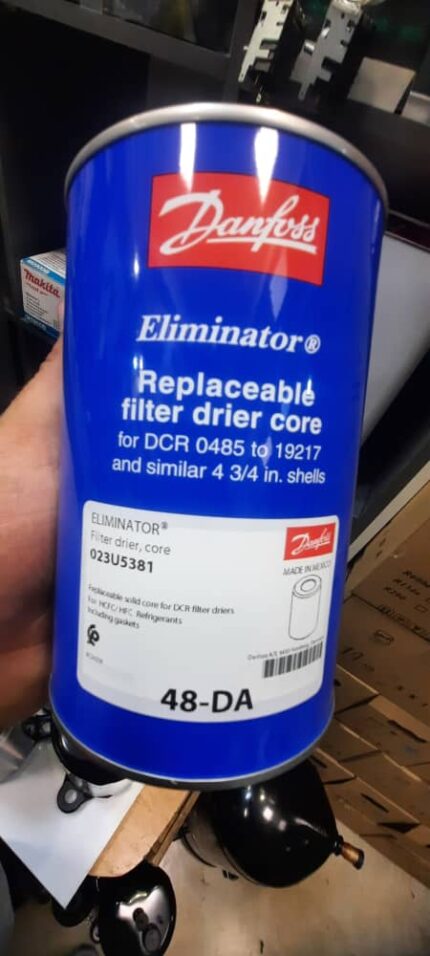 Danfoss
Eliminator®
Replaceable
filter drier core
for DCR 0485 to 19217
and similar 4 3/4 in. shells
ELIMINATOR®
Filter drier, core
023U5381
Danfoss
MADE IN MEXICO
Replaceable solid core for DCR filter driers
For HCFC/HFC Refrigerants
Including gaskets
48-DA
Makita